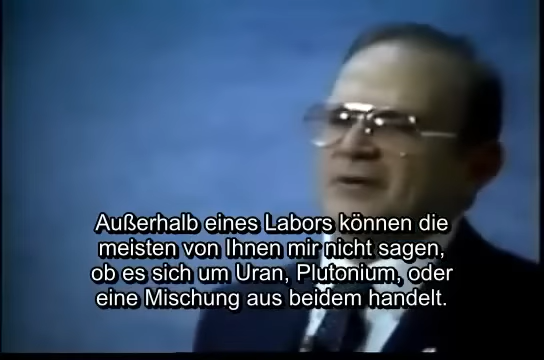 Außerhalb eines Labors können die
meisten von Ihnen mir nicht sagen,
ob es sich um Uran, Plutonium, oder
eine Mischung aus beidem handelt.